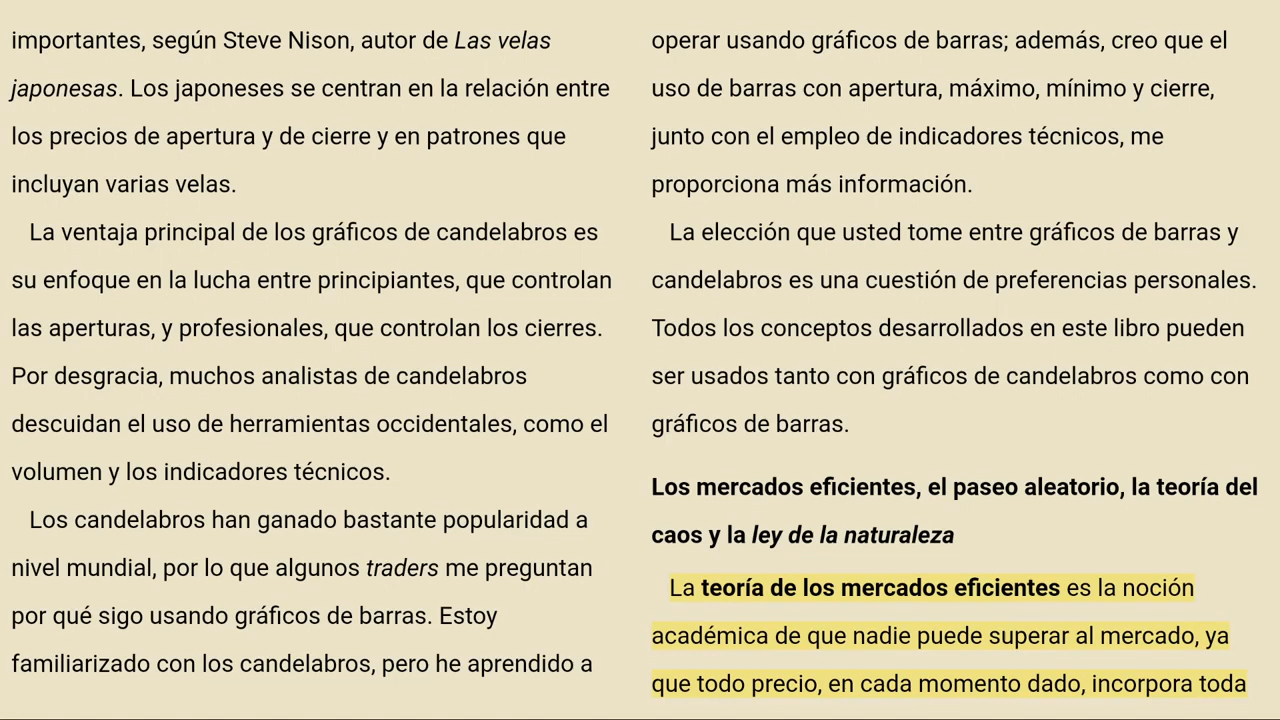 importantes, según Steve Nison, autor de Las velas
japonesas. Los japoneses se centran en la relación entre
los precios de apertura y de cierre y en patrones que
incluyan varias velas.
La ventaja principal de los gráficos de candelabros es
su enfoque en la lucha entre principiantes, que controlan
las aperturas, y profesionales, que controlan los cierres.
Por desgracia, muchos analistas de candelabros
descuidan el uso de herramientas occidentales, como el
volumen y los indicadores técnicos.
Los candelabros han ganado bastante popularidad a
nivel mundial, por lo que algunos traders me preguntan
por qué sigo usando gráficos de barras. Estoy
familiarizado con los candelabros, pero he aprendido a
operar usando gráficos de barras; además, creo que el
uso de barras con apertura, máximo, mínimo y cierre,
junto con el empleo de indicadores técnicos, me
proporciona más información.
La elección que usted tome entre gráficos de barras y
candelabros es una cuestión de preferencias personales.
Todos los conceptos desarrollados en este libro pueden
ser usados tanto con gráficos de candelabros como con
gráficos de barras.
Los mercados eficientes, el paseo aleatorio, la teoría del
caos y la ley de la naturaleza
La teoría de los mercados eficientes es la noción
académica de que nadie puede superar al mercado, ya
que todo precio, en cada momento dado, incorpora toda